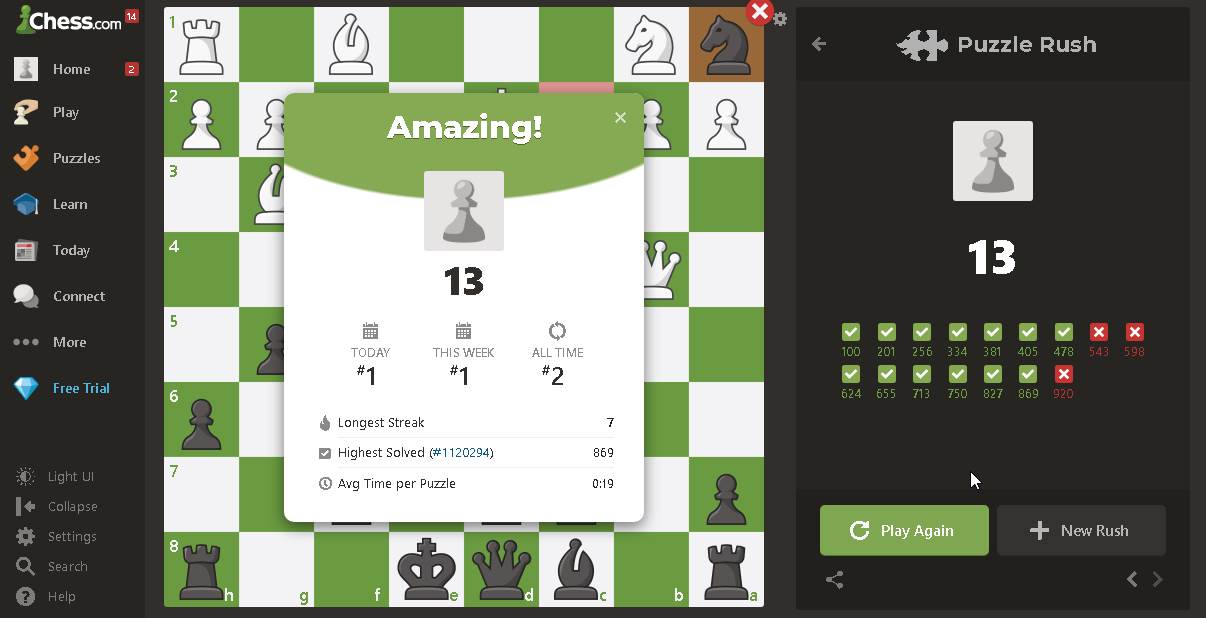 Chess.com 14
Home 2
Play
Puzzles
Learn
Today
Connect
More
Free Trial
Light UI
Collapse
Settings
Search
Help
1
2
3
4
5
6
7
8
h g f e d c b a
Amazing!
13
TODAY THIS WEEK ALL TIME
#1 #1 #2
Longest Streak 7
Highest Solved (#1120294) 869
Avg Time per Puzzle 0:19
Puzzle Rush
13
100 201 256 334 381 405 478 543 598
624 655 713 750 827 869 920
Play Again
New Rush